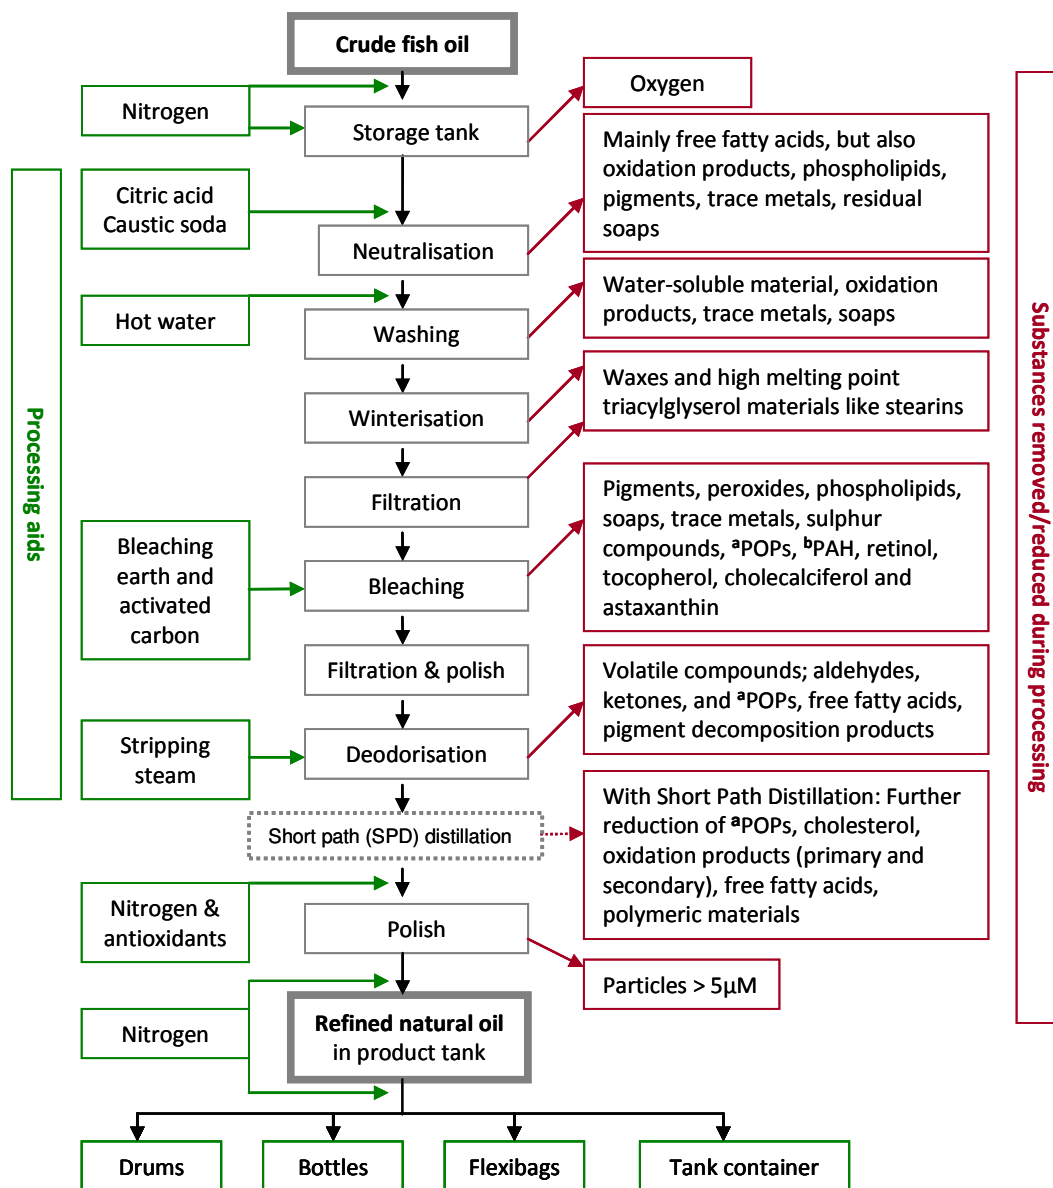 Crude fish oil
Nitrogen
Oxygen
Storage tank
Mainly free fatty acids, but also
oxidation products, phospholipids,
pigments, trace metals, residual
soaps
Citric acid
Caustic soda
Neutralisation
Hot water
Water-soluble material, oxidation
products, trace metals, soaps
Washing
Waxes and high melting point
triacylglyserol materials like stearins
Winterisation
Filtration
Pigments, peroxides, phospholipids,
soaps, trace metals, sulphur
compounds, ᵃPOPs, ᵇPAH, retinol,
tocopherol, cholecalciferol and
astaxanthin
Bleaching
earth and
activated
carbon
Bleaching
Filtration & polish
Volatile compounds; aldehydes,
ketones, and ᵃPOPs, free fatty acids,
pigment decomposition products
Stripping
steam
Deodorisation
Short path (SPD) distillation
With Short Path Distillation: Further
reduction of ᵃPOPs, cholesterol,
oxidation products (primary and
secondary), free fatty acids,
polymeric materials
Nitrogen &
antioxidants
Polish
Particles > 5µM
Nitrogen
Refined natural oil
in product tank
Drums
Bottles
Flexibags
Tank container
Processing aids
Substances removed/reduced during processing